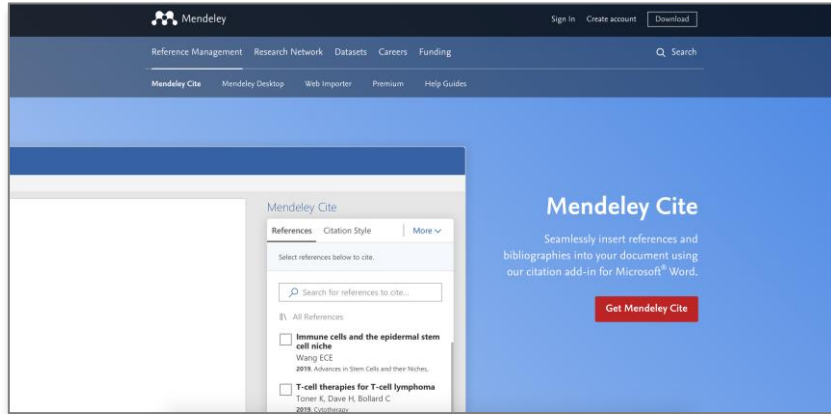 Mendeley
Sign In Create account Download
Reference Management Research Network Datasets Careers Funding
Search
Mendeley Cite Mendeley Desktop Web Importer Premium Help Guides
Mendeley Cite
References Citation Style More
Select references below to cite.
Search for references to cite...
All References
Immune cells and the epidermal stem
cell niche
Wang ECE
2019. Advances in Stem Cells and their Niches.
T-cell therapies for T-cell lymphoma
Toner K, Dave H, Bollard C
2019. Cytotherapy
Mendeley Cite
Seamlessly insert references and
bibliographies into your document using
our citation add-in for Microsoft® Word.
Get Mendeley Cite